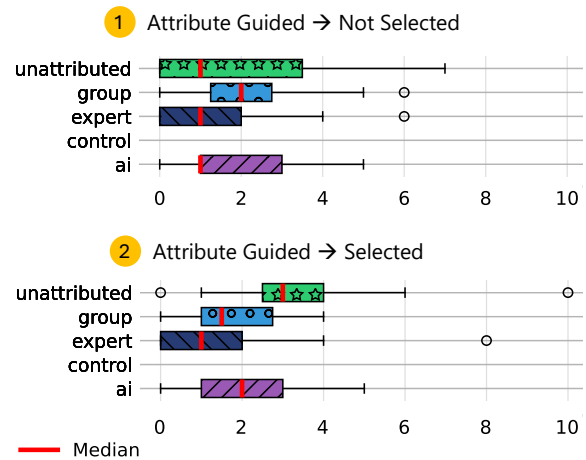 1 Attribute Guided → Not Selected
unattributed
group
expert
control
ai
0 2 4 6 8 10
2 Attribute Guided → Selected
unattributed
group
expert
control
ai
0 2 4 6 8 10
Median